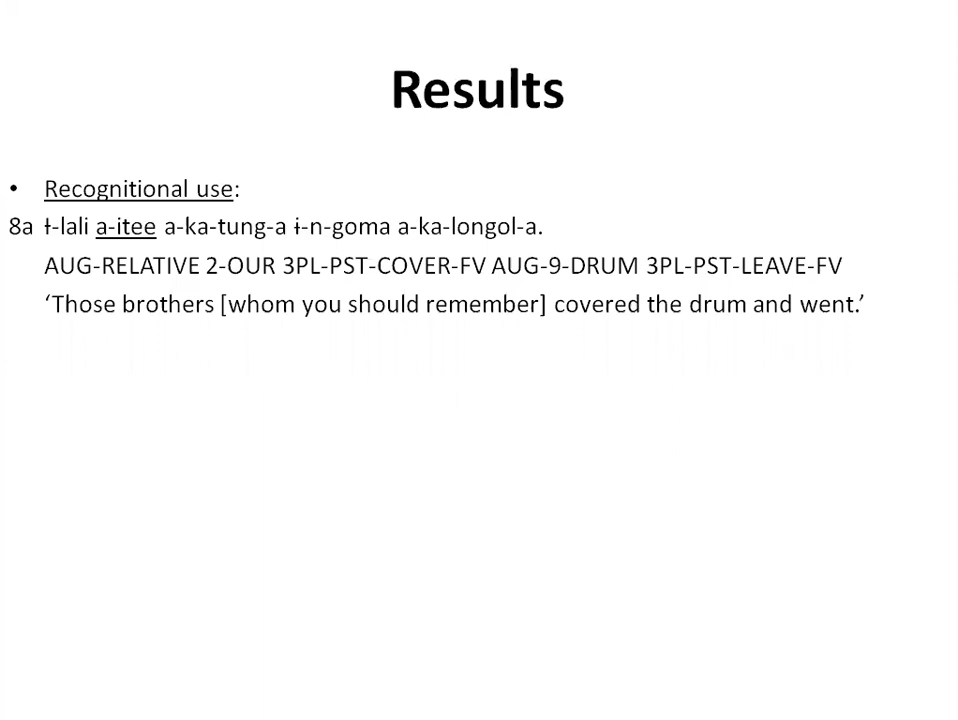 Results
• Recognitional use:
8a Ɨ-lali a-itee a-ka-tung-a ɨ-n-goma a-ka-longol-a.
AUG-RELATIVE 2-OUR 3PL-PST-COVER-FV AUG-9-DRUM 3PL-PST-LEAVE-FV
‘Those brothers [whom you should remember] covered the drum and went.’